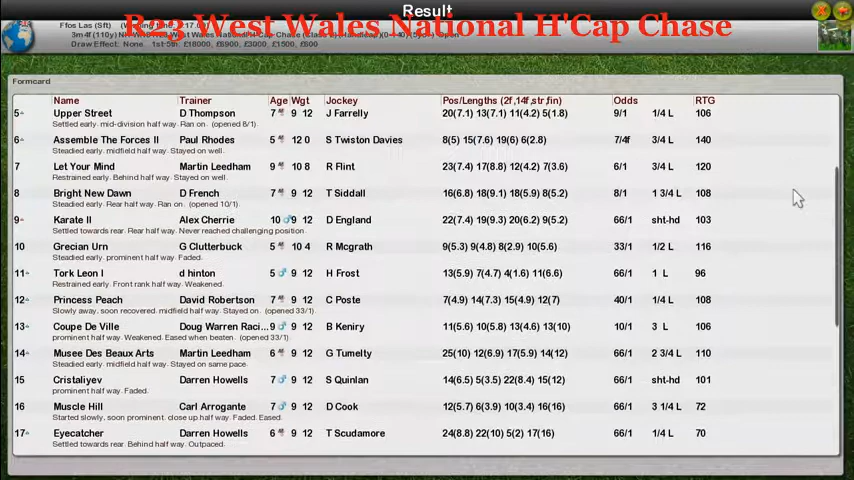 Result
R23 West Wales National H'Cap Chase
Draw Effect: None 1st-5th: £18000, £6900, £3000, £1500, £600
Formcard
Name Trainer Age Wgt Jockey Pos/Lengths (2f,14f,str,fin) Odds RTG
5 Upper Street D Thompson 7 9 12 J Farrelly 20(7.1) 13(7.1) 11(4.2) 5(1.8) 9/1 1/4 L 106
Settled early. mid-division half way. Ran on. (opened 8/1)
6 Assemble The Forces II Paul Rhodes 5 12 0 S Twiston Davies 8(5) 15(7.6) 19(6) 6(2.8) 7/4f 3/4 L 140
Steadied early. midfield half way. Stayed on well.
7 Let Your Mind Martin Leedham 9 10 8 R Flint 23(7.4) 17(8.8) 12(4.2) 7(3.6) 6/1 3/4 L 120
Restrained early. Behind half way. Stayed on well.
8 Bright New Dawn D French 7 9 12 T Siddall 16(6.8) 18(9.1) 18(5.9) 8(5.2) 8/1 1 3/4 L 108
Steadied early. Rear half way. Ran on. (opened 10/1)
9 Karate II Alex Cherrie 10 9 12 D England 22(7.4) 19(9.3) 20(6.2) 9(5.2) 66/1 sht-hd 103
Settled towards rear. Rear half way. Never reached challenging position.
10 Grecian Urn G Clutterbuck 5 10 4 R Mcgrath 9(5.3) 9(4.8) 8(2.9) 10(5.6) 33/1 1/2 L 116
Steadied early. prominent half way. Faded.
11 Tork Leon I d hinton 5 9 12 H Frost 13(5.9) 7(4.7) 4(1.6) 11(6.6) 66/1 1 L 96
Restrained early. Front rank half way. Weakened.
12 Princess Peach David Robertson 7 9 12 C Poste 7(4.9) 14(7.3) 15(4.9) 12(7) 40/1 1/4 L 108
Slowly away, soon recovered. midfield half way. Stayed on. (opened 33/1)
13 Coupe De Ville Doug Warren Raci... 9 9 12 B Keniry 11(5.6) 10(5.8) 13(4.6) 13(10) 10/1 3 L 106
prominent half way. Weakened. Eased when beaten. (opened 33/1)
14 Musee Des Beaux Arts Martin Leedham 6 9 12 G Tumelty 25(10) 12(6.9) 17(5.9) 14(12) 66/1 2 3/4 L 110
Steadied early. midfield half way. Stayed on same pace.
15 Cristaliyev Darren Howells 7 9 12 S Quinlan 14(6.5) 5(3.5) 22(8.4) 15(12) 66/1 sht-hd 101
prominent half way. Faded.
16 Muscle Hill Carl Arrogante 7 9 12 D Cook 12(5.7) 6(3.9) 10(3.4) 16(16) 66/1 3 1/4 L 72
Started slowly, soon prominent. close up half way. Faded. Eased.
17 Eyecatcher Darren Howells 6 9 12 T Scudamore 24(8.8) 22(10) 5(2) 17(16) 66/1 1/4 L 70
Settled towards rear. Behind half way. Outpaced.